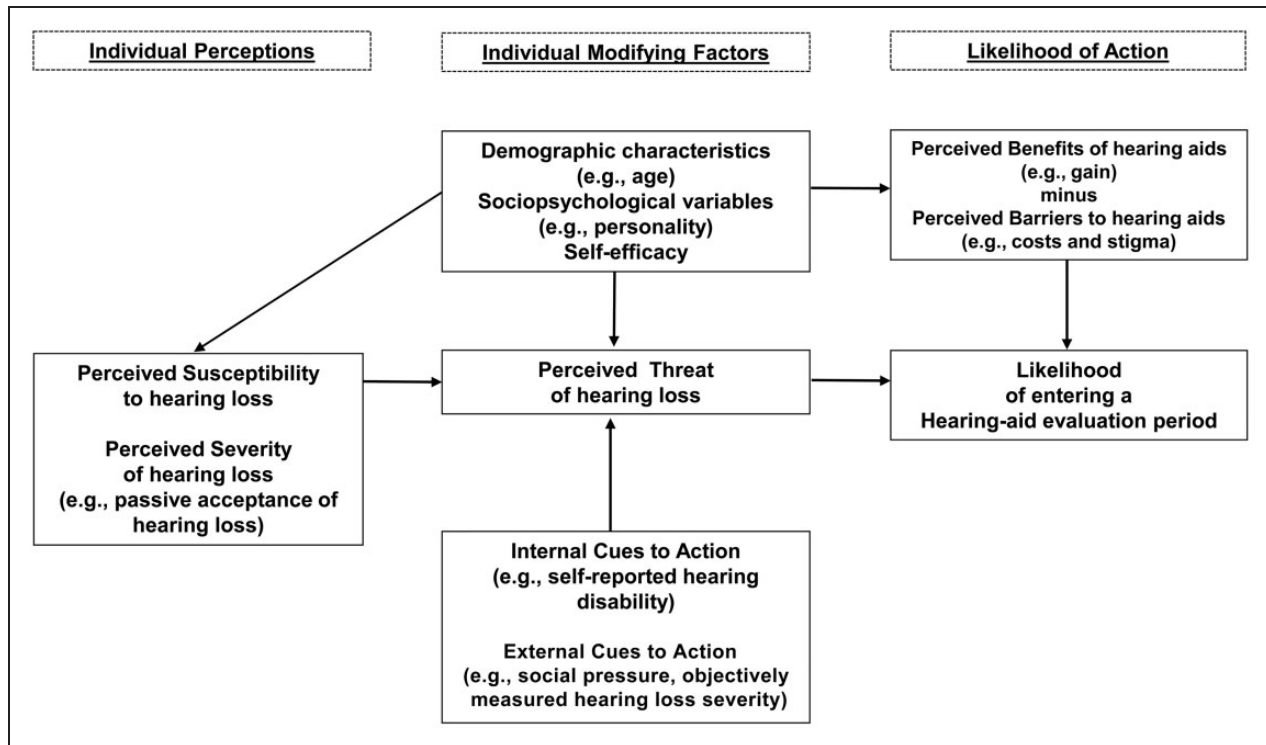 Individual Perceptions
Individual Modifying Factors
Likelihood of Action
Demographic characteristics
(e.g., age)
Sociopsychological variables
(e.g., personality)
Self-efficacy
Perceived Benefits of hearing aids
(e.g., gain)
minus
Perceived Barriers to hearing aids
(e.g., costs and stigma)
Perceived Susceptibility
to hearing loss
Perceived Severity
of hearing loss
(e.g., passive acceptance of
hearing loss)
Perceived Threat
of hearing loss
Likelihood
of entering a
Hearing-aid evaluation period
Internal Cues to Action
(e.g., self-reported hearing
disability)
External Cues to Action
(e.g., social pressure, objectively
measured hearing loss severity)